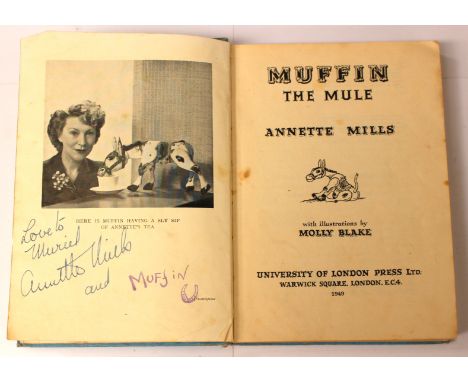 HERE IS MUFFIN HAVING A SLY SIP
OF ANNETTE'S TEA
Love to
Muriel
Annette Mills
and MUFFIN
MUFFIN
THE MULE
ANNETTE MILLS
with illustrations by
MOLLY BLAKE
UNIVERSITY OF LONDON PRESS LTD.
WARWICK SQUARE, LONDON, E.C.4.
1949